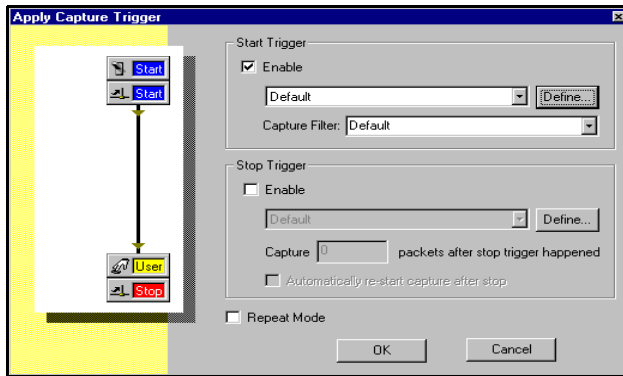 Apply Capture Trigger
Start
Start
User
Stop
Start Trigger
Enable
Default
Define...
Capture Filter: Default
Stop Trigger
Enable
Default
Define...
Capture 0 packets after stop trigger happened
Automatically re-start capture after stop
Repeat Mode
OK
Cancel